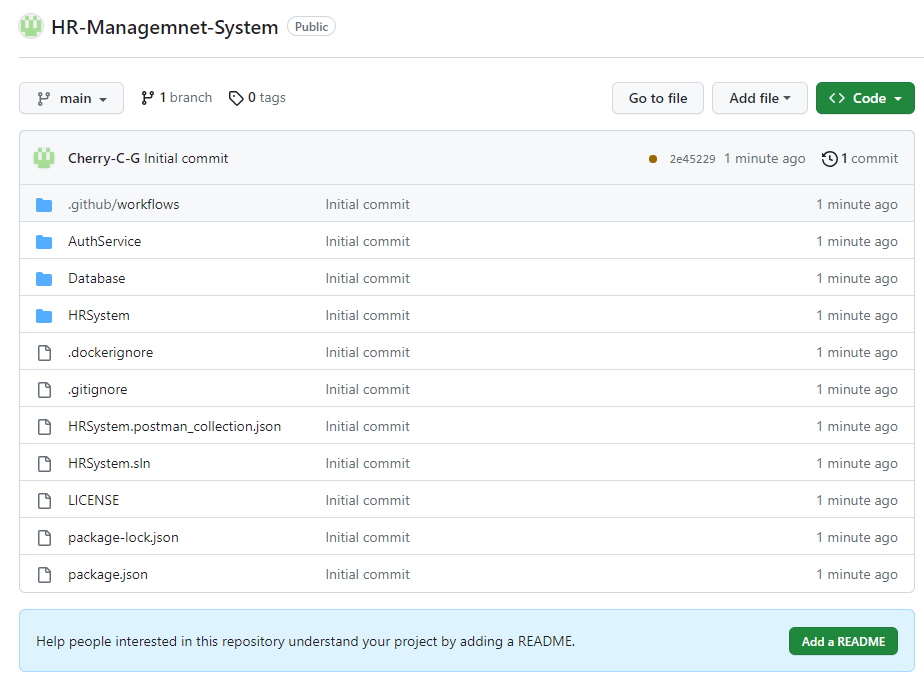 HR-Managemnet-System Public
main 1 branch 0 tags Go to file Add file Code
Cherry-C-G Initial commit 2e45229 1 minute ago 1 commit
.github/workflows Initial commit 1 minute ago
AuthService Initial commit 1 minute ago
Database Initial commit 1 minute ago
HRSystem Initial commit 1 minute ago
.dockerignore Initial commit 1 minute ago
.gitignore Initial commit 1 minute ago
HRSystem.postman_collection.json Initial commit 1 minute ago
HRSystem.sln Initial commit 1 minute ago
LICENSE Initial commit 1 minute ago
package-lock.json Initial commit 1 minute ago
package.json Initial commit 1 minute ago
Help people interested in this repository understand your project by adding a README. Add a README